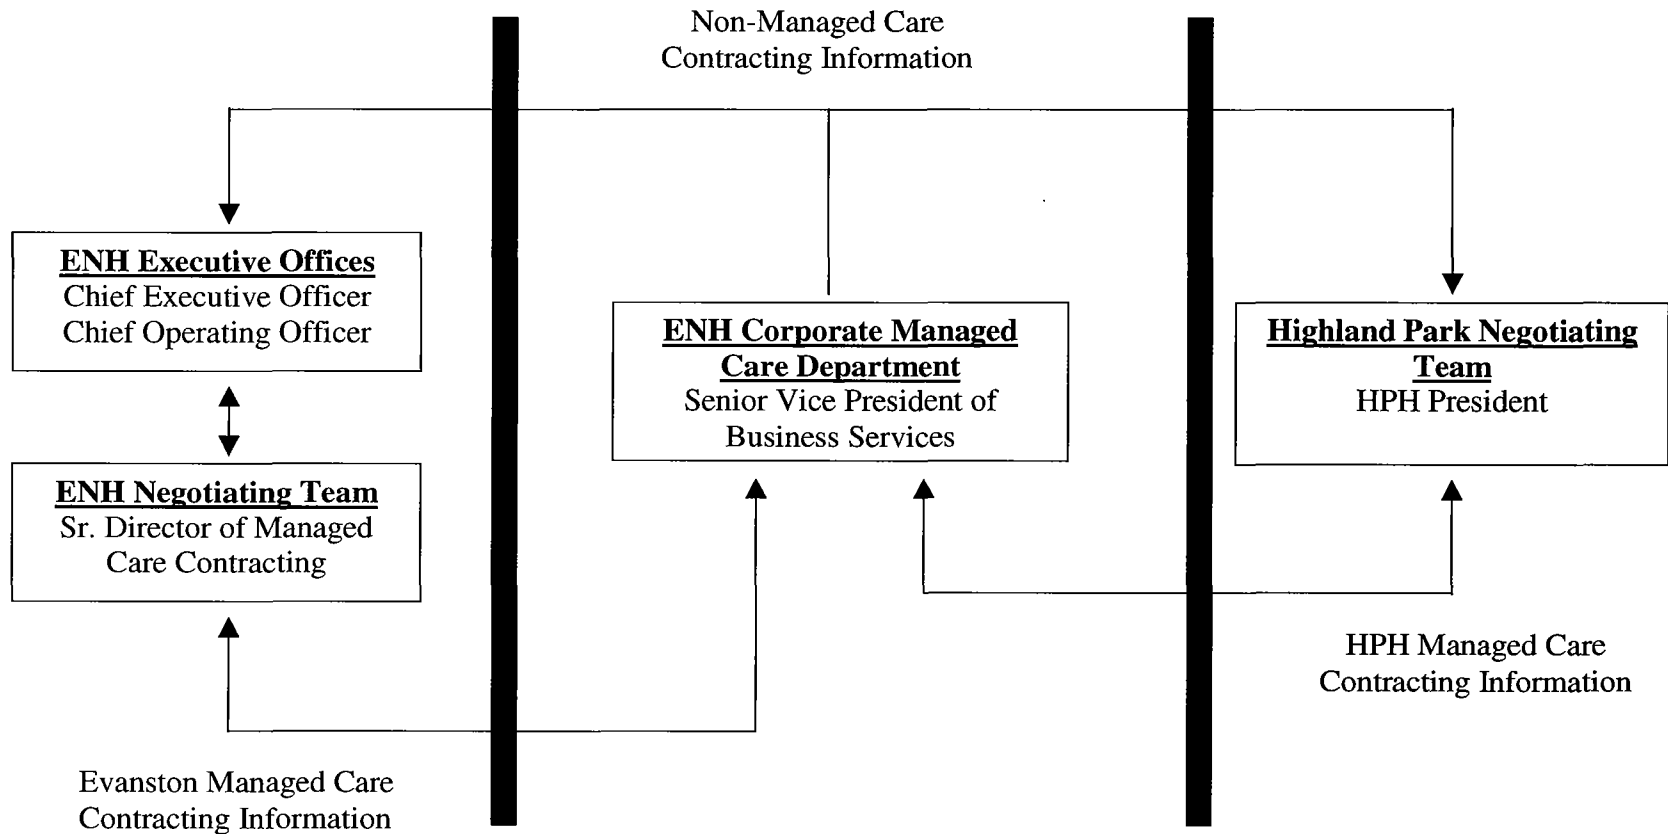 Non-Managed Care
Contracting Information
ENH Executive Offices
Chief Executive Officer
Chief Operating Officer
ENH Negotiating Team
Sr. Director of Managed
Care Contracting
ENH Corporate Managed
Care Department
Senior Vice President of
Business Services
Highland Park Negotiating
Team
HPH President
HPH Managed Care
Contracting Information
Evanston Managed Care
Contracting Information